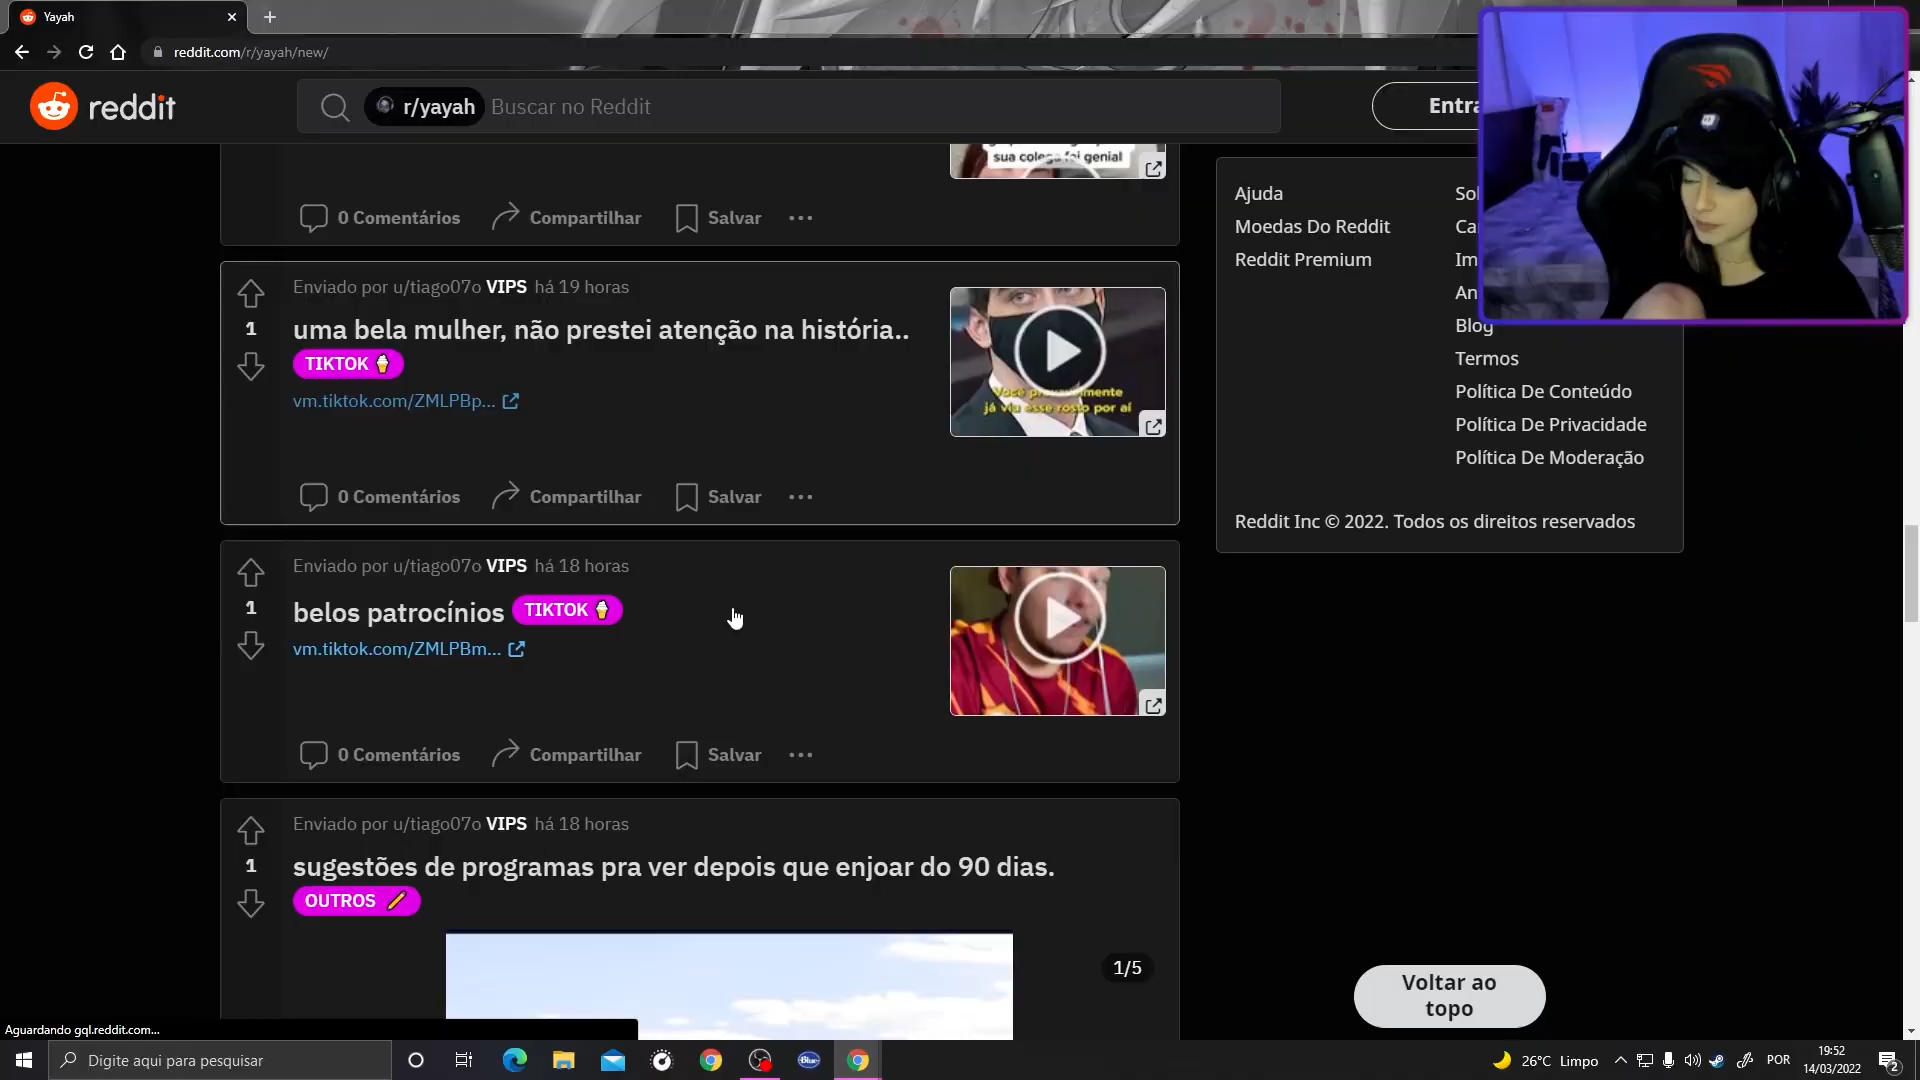 Yayah
reddit.com/r/yayah/new/
reddit
r/yayah
Buscar no Reddit
Entra
sua colega foi genial
0 Comentários
Compartilhar
Salvar
Enviado por u/tiago07o VIPS há 19 horas
1
uma bela mulher, não prestei atenção na história..
TIKTOK
vm.tiktok.com/ZMLPBp...
já viu esse rosto por aí
0 Comentários
Compartilhar
Salvar
Enviado por u/tiago07o VIPS há 18 horas
1
belos patrocínios
TIKTOK
vm.tiktok.com/ZMLPBm...
0 Comentários
Compartilhar
Salvar
Enviado por u/tiago07o VIPS há 18 horas
1
sugestões de programas pra ver depois que enjoar do 90 dias.
OUTROS
1/5
Ajuda
Moedas Do Reddit
Reddit Premium
Blog
Termos
Política De Conteúdo
Política De Privacidade
Política De Moderação
Reddit Inc © 2022. Todos os direitos reservados
Voltar ao
topo
Aguardando gql.reddit.com...
Digite aqui para pesquisar
26°C Limpo
POR
19:52
14/03/2022
2